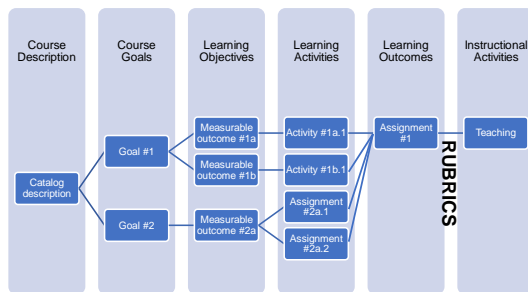 Course
Description
Course
Goals
Learning
Objectives
Learning
Activities
Learning
Outcomes
Instructional
Activities
Catalog
description
Goal #1
Goal #2
Measurable
outcome #1a
Measurable
outcome #1b
Measurable
outcome #2a
Activity #1a.1
Activity #1b.1
Assignment
#2a.1
Assignment
#2a.2
Assignment
#1
RUBRICS
Teaching